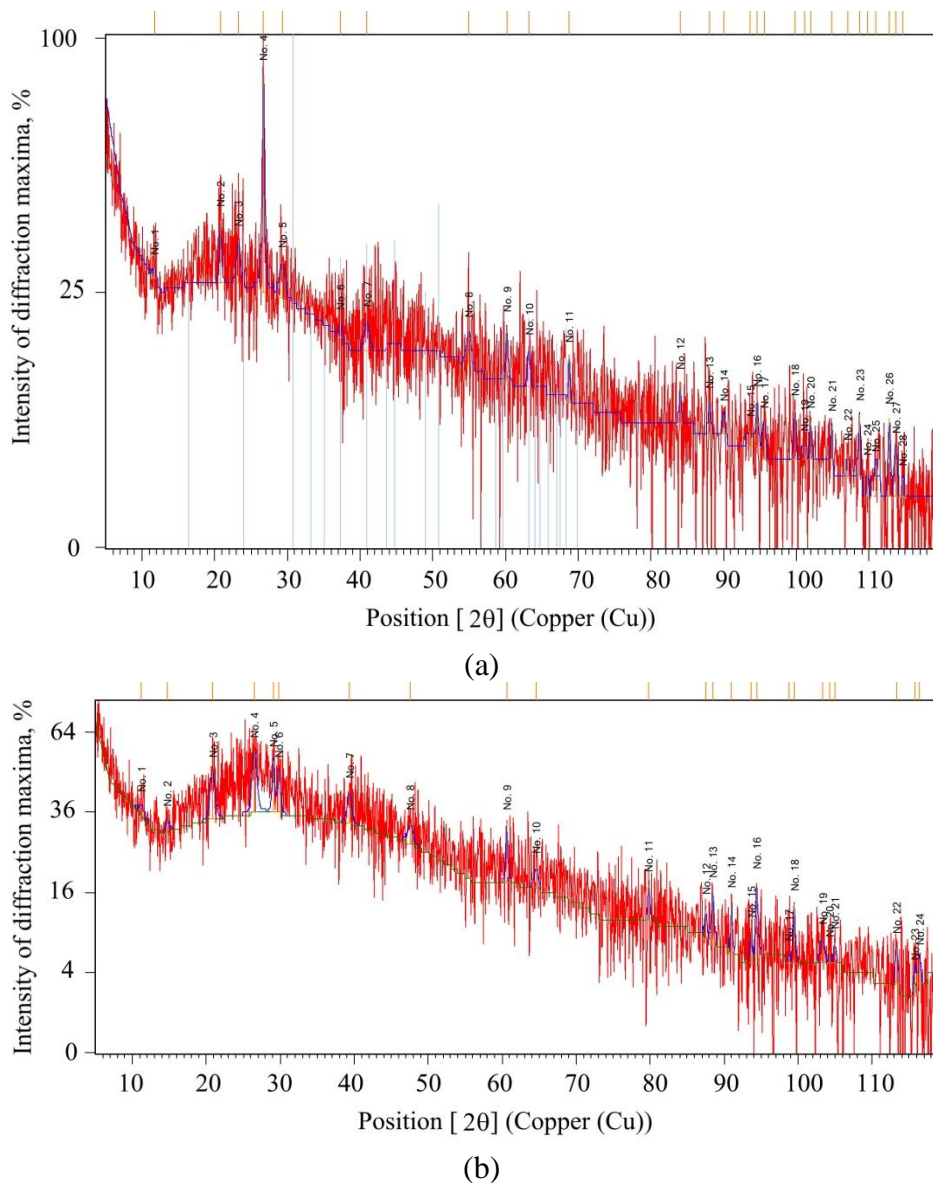 Intensity of diffraction maxima, %
100
25
0
No. 1
No. 2
No. 3
No. 4
No. 5
No. 6
No. 7
No. 8
No. 9
No. 10
No. 11
No. 12
No. 13
No. 14
No. 15
No. 16
No. 17
No. 18
No. 19
No. 20
No. 21
No. 22
No. 23
No. 24
No. 25
No. 26
No. 27
No. 28
10 20 30 40 50 60 70 80 90 100 110
Position [2θ] (Copper (Cu))
(a)
Intensity of diffraction maxima, %
64
36
16
4
0
No. 1
No. 2
No. 3
No. 4
No. 5
No. 6
No. 7
No. 8
No. 9
No. 10
No. 11
No. 12
No. 13
No. 14
No. 15
No. 16
No. 17
No. 18
No. 19
No. 20
No. 21
No. 22
No. 23
No. 24
10 20 30 40 50 60 70 80 90 100 110
Position [2θ] (Copper (Cu))
(b)